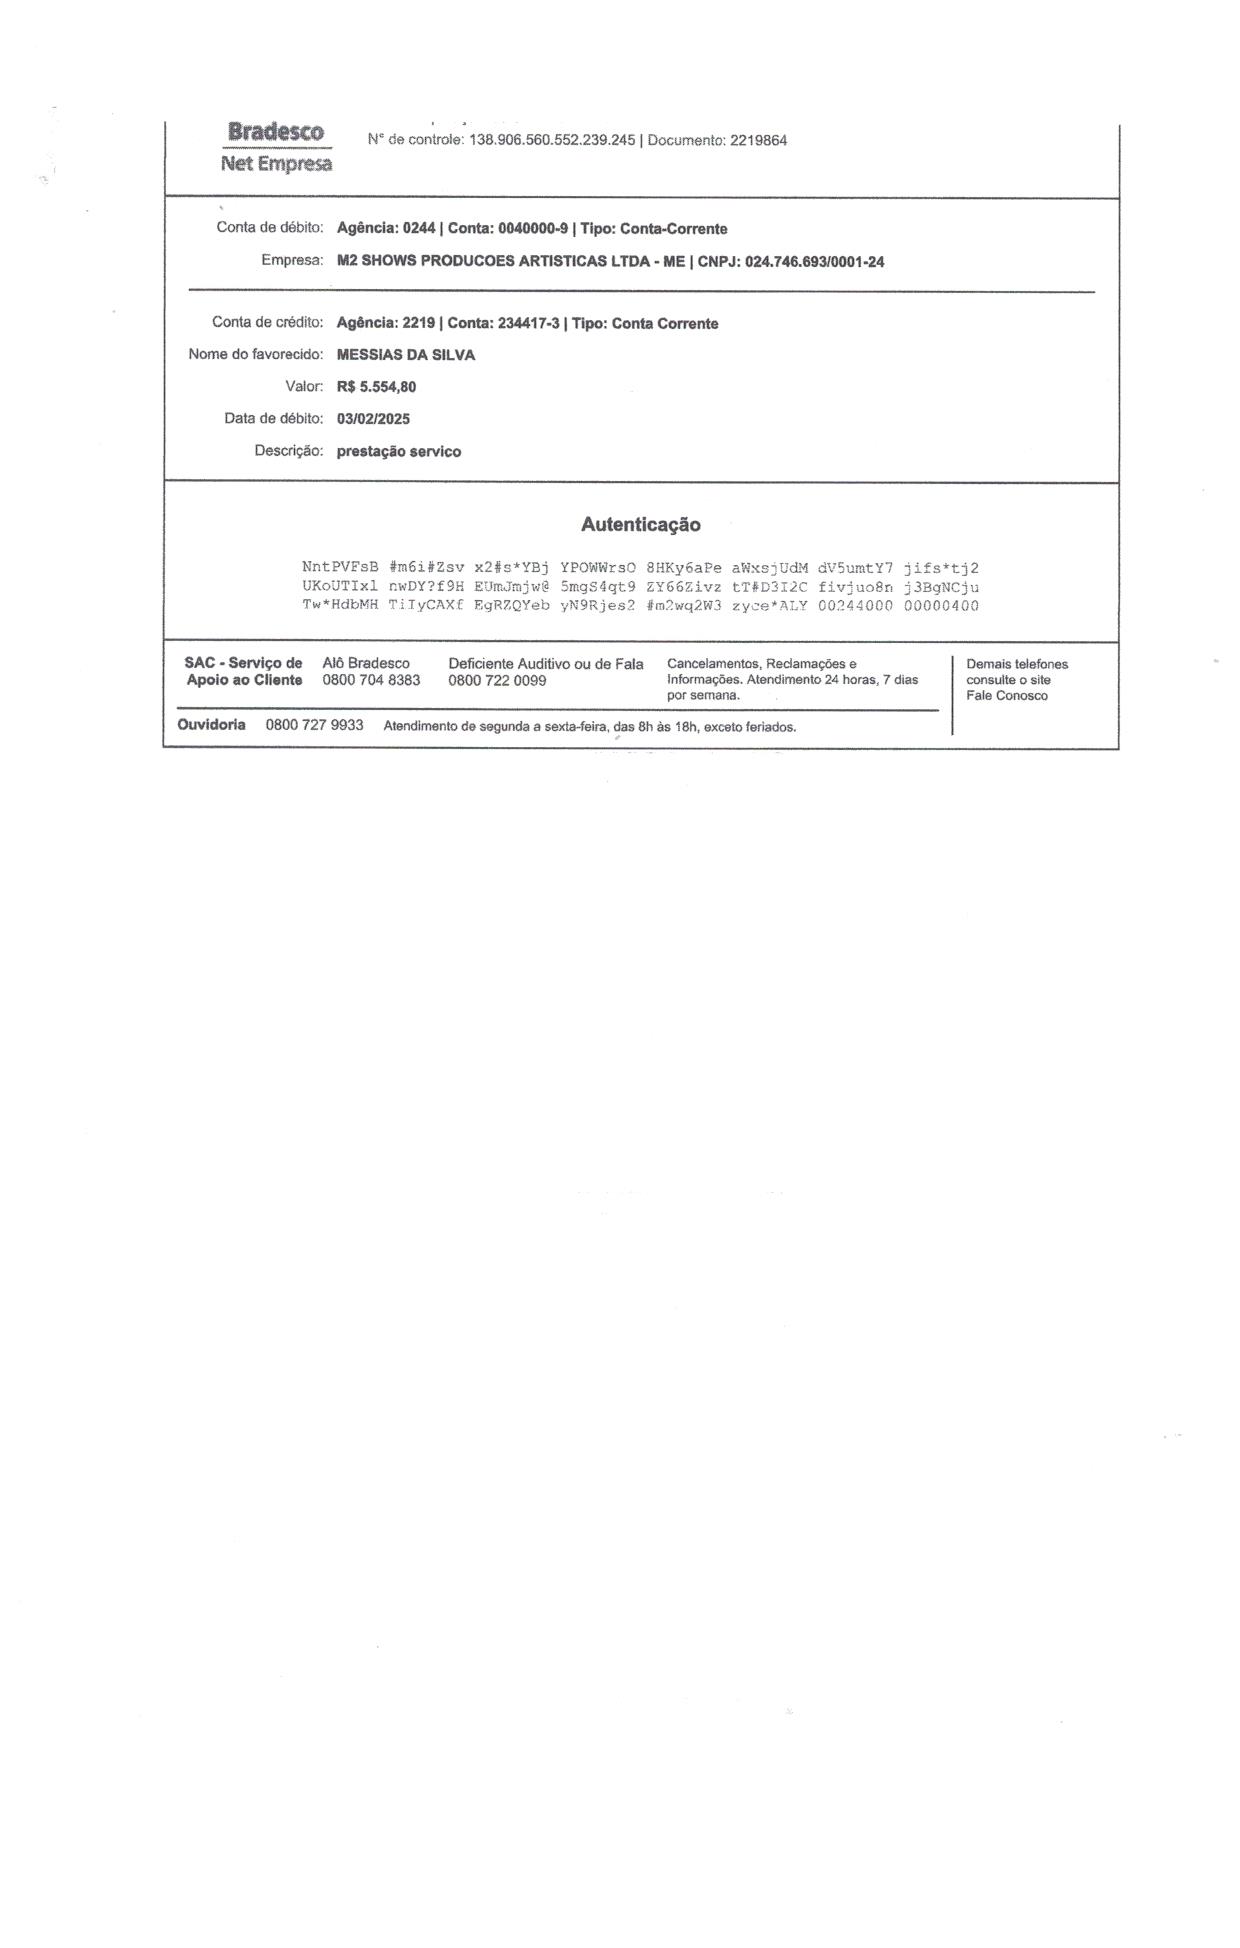 Bradesco
Net Empresa
N° de controle: 138.906.560.552.239.245 | Documento: 2219864
Conta de débito: Agência: 0244 | Conta: 0040000-9 | Tipo: Conta-Corrente
Empresa: M2 SHOWS PRODUCOES ARTISTICAS LTDA - ME | CNPJ: 024.746.693/0001-24
Conta de crédito: Agência: 2219 | Conta: 234417-3 | Tipo: Conta Corrente
Nome do favorecido: MESSIAS DA SILVA
Valor: R$ 5.554,80
Data de débito: 03/02/2025
Descrição: prestação servico
Autenticação
NntPVFsB #m6i#Zsv x2#s*YBj YPOWWrsO 8HKy6aPe aWxsjUdM dV5umtY7 jifs*tj2
UKoUTIxl nwDY?f9H EUmJmjw@ 5mgS4qt9 ZY66Zivz tT#D3I2C fivjuo8n j3BgNCju
Tw*HdbMH TiIyCAXf EgRZQYeb yN9Rjes2 #m2wq2W3 zyce*ALY 00244000 00000400
SAC - Serviço de
Apoio ao Cliente
Alô Bradesco
0800 704 8383
Deficiente Auditivo ou de Fala
0800 722 0099
Cancelamentos, Reclamações e
Informações. Atendimento 24 horas, 7 dias
por semana.
Demais telefones
consulte o site
Fale Conosco
Ouvidoria 0800 727 9933 Atendimento de segunda a sexta-feira, das 8h às 18h, exceto feriados.